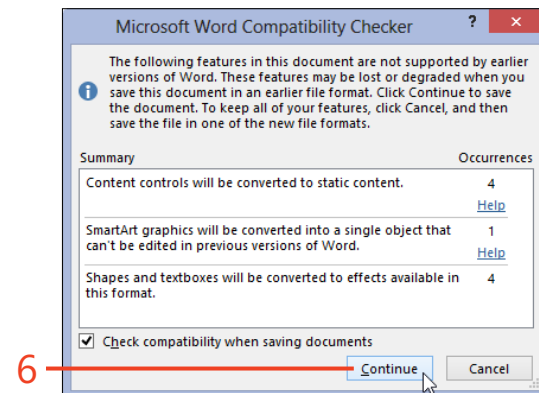 Microsoft Word Compatibility Checker ? ×
The following features in this document are not supported by earlier
versions of Word. These features may be lost or degraded when you
save this document in an earlier file format. Click Continue to save
the document. To keep all of your features, click Cancel, and then
save the file in one of the new file formats.
Summary Occurrences
Content controls will be converted to static content. 4
Help
SmartArt graphics will be converted into a single object that 1
can't be edited in previous versions of Word. Help
Shapes and textboxes will be converted to effects available in 4
this format.
Check compatibility when saving documents
6 Continue Cancel